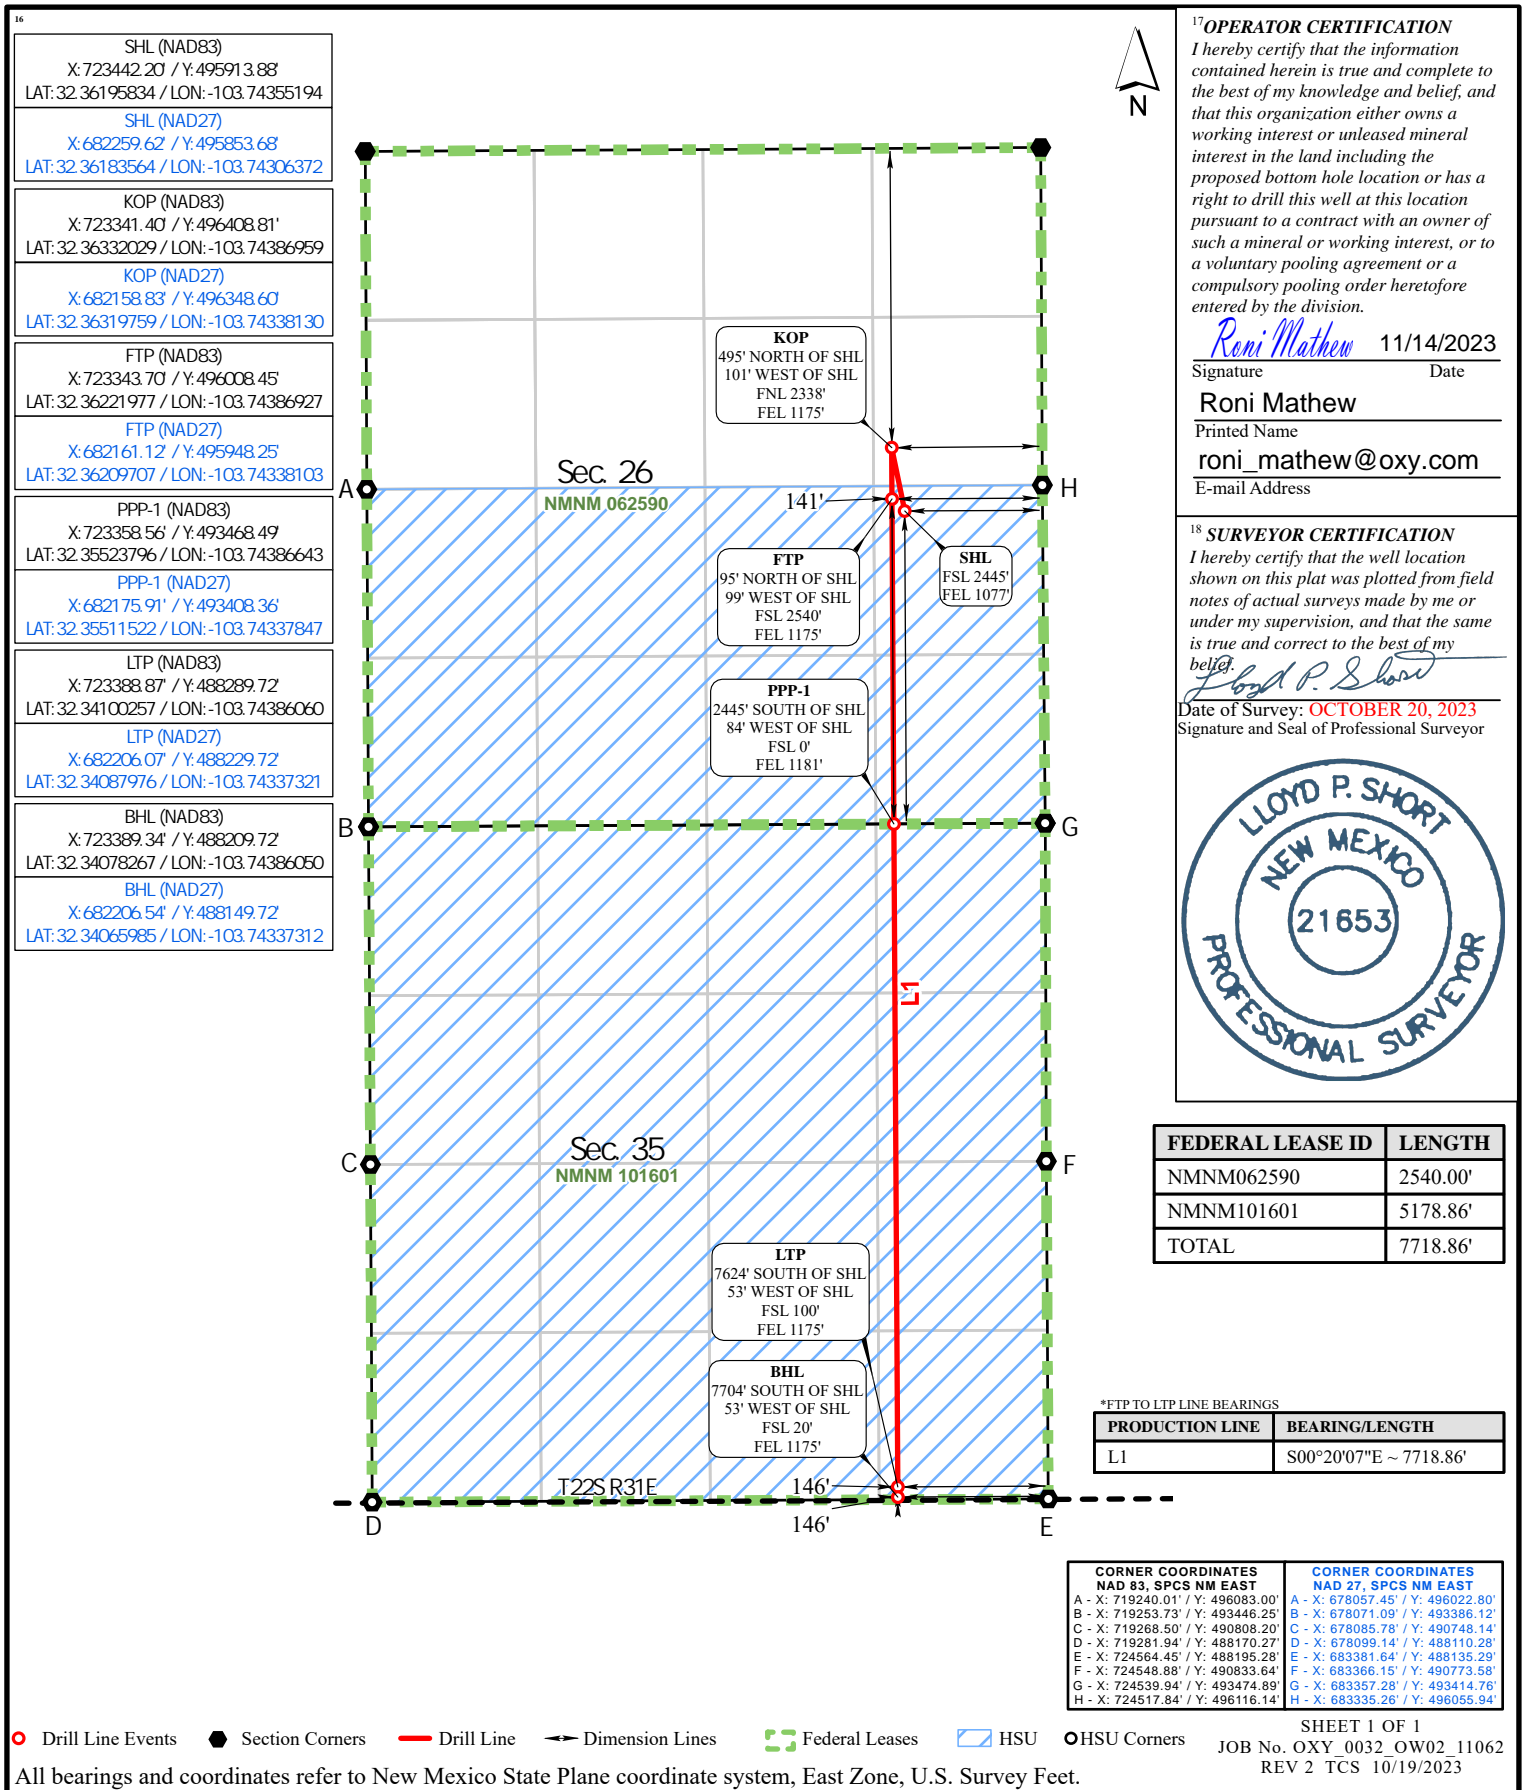 16
SHL (NAD83)
X:723442.20' / Y:495913.88'
LAT:32.36195834 / LON:-103.74355194
SHL (NAD27)
X:682259.62' / Y:495853.68'
LAT:32.36183564 / LON:-103.74306372
KOP (NAD83)
X:723341.40' / Y:496408.81'
LAT:32.36332029 / LON:-103.74386959
KOP (NAD27)
X:682158.83' / Y:496348.60'
LAT:32.36319759 / LON:-103.74338130
FTP (NAD83)
X:723343.70' / Y:496008.45'
LAT:32.36221977 / LON:-103.74386927
FTP (NAD27)
X:682161.12' / Y:495948.25'
LAT:32.36209707 / LON:-103.74338103
PPP-1 (NAD83)
X:723358.56' / Y:493468.49'
LAT:32.35523796 / LON:-103.74386643
PPP-1 (NAD27)
X:682175.91' / Y:493408.36'
LAT:32.35511522 / LON:-103.74337847
LTP (NAD83)
X:723388.87' / Y:488289.72'
LAT:32.34100257 / LON:-103.74386060
LTP (NAD27)
X:682206.07' / Y:488229.72'
LAT:32.34087976 / LON:-103.74337321
BHL (NAD83)
X:723389.34' / Y:488209.72'
LAT:32.34078267 / LON:-103.74386050
BHL (NAD27)
X:682206.54' / Y:488149.72'
LAT:32.34065985 / LON:-103.74337312
N
KOP
495' NORTH OF SHL
101' WEST OF SHL
FNL 2338'
FEL 1175'
Sec. 26
NMNM 062590
A
H
141'
FTP
95' NORTH OF SHL
99' WEST OF SHL
FSL 2540'
FEL 1175'
SHL
FSL 2445'
FEL 1077'
PPP-1
2445' SOUTH OF SHL
84' WEST OF SHL
FSL 0'
FEL 1181'
B
G
L1
Sec. 35
NMNM 101601
C
F
LTP
7624' SOUTH OF SHL
53' WEST OF SHL
FSL 100'
FEL 1175'
BHL
7704' SOUTH OF SHL
53' WEST OF SHL
FSL 20'
FEL 1175'
T22S R31E
146'
146'
D
E
17 OPERATOR CERTIFICATION
I hereby certify that the information
contained herein is true and complete to
the best of my knowledge and belief, and
that this organization either owns a
working interest or unleased mineral
interest in the land including the
proposed bottom hole location or has a
right to drill this well at this location
pursuant to a contract with an owner of
such a mineral or working interest, or to
a voluntary pooling agreement or a
compulsory pooling order heretofore
entered by the division.
Roni Mathew 11/14/2023
Signature Date
Roni Mathew
Printed Name
roni_mathew@oxy.com
E-mail Address
18 SURVEYOR CERTIFICATION
I hereby certify that the well location
shown on this plat was plotted from field
notes of actual surveys made by me or
under my supervision, and that the same
is true and correct to the best of my
belief.
Lloyd P. Short
Date of Survey: OCTOBER 20, 2023
Signature and Seal of Professional Surveyor
LLOYD P. SHORT
NEW MEXICO
21653
PROFESSIONAL SURVEYOR
FEDERAL LEASE ID LENGTH
NMNM062590 2540.00'
NMNM101601 5178.86'
TOTAL 7718.86'
*FTP TO LTP LINE BEARINGS
PRODUCTION LINE BEARING/LENGTH
L1 S00°20'07"E ~ 7718.86'
CORNER COORDINATES
NAD 83, SPCS NM EAST
A - X: 719240.01' / Y: 496083.00'
B - X: 719253.73' / Y: 493446.25'
C - X: 719268.50' / Y: 490808.20'
D - X: 719281.94' / Y: 488170.27'
E - X: 724564.45' / Y: 488195.28'
F - X: 724548.88' / Y: 490833.64'
G - X: 724539.94' / Y: 493474.89'
H - X: 724517.84' / Y: 496116.14'
CORNER COORDINATES
NAD 27, SPCS NM EAST
A - X: 678057.45' / Y: 496022.80'
B - X: 678071.09' / Y: 493386.12'
C - X: 678085.78' / Y: 490748.14'
D - X: 678099.14' / Y: 488110.28'
E - X: 683381.64' / Y: 488135.29'
F - X: 683366.15' / Y: 490773.58'
G - X: 683357.28' / Y: 493414.76'
H - X: 683335.26' / Y: 496055.94'
Drill Line Events Section Corners Drill Line Dimension Lines Federal Leases HSU HSU Corners
SHEET 1 OF 1
JOB No. OXY_0032_OW02_11062
REV 2 TCS 10/19/2023
All bearings and coordinates refer to New Mexico State Plane coordinate system, East Zone, U.S. Survey Feet.